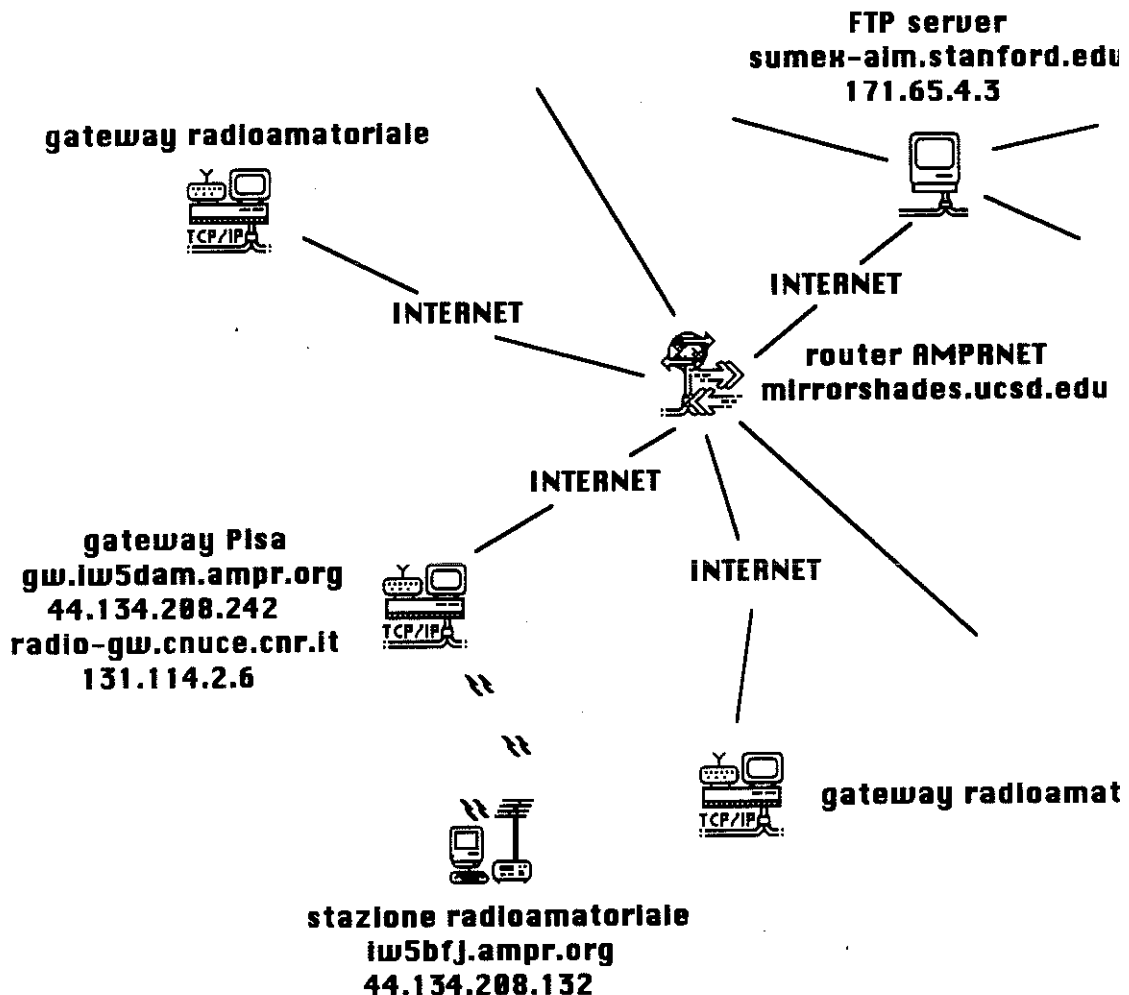 FTP server
sumex-aim.stanford.edu
171.65.4.3
gateway radioamatoriale
TCP/IP
INTERNET
INTERNET
router AMPRNET
mirrorshades.ucsd.edu
INTERNET
INTERNET
gateway Pisa
gw.iw5dam.ampr.org
44.134.208.242
radio-gw.cnuce.cnr.it
131.114.2.6
TCP/IP
gateway radioamat
TCP/IP
stazione radioamatoriale
iw5bfj.ampr.org
44.134.208.132